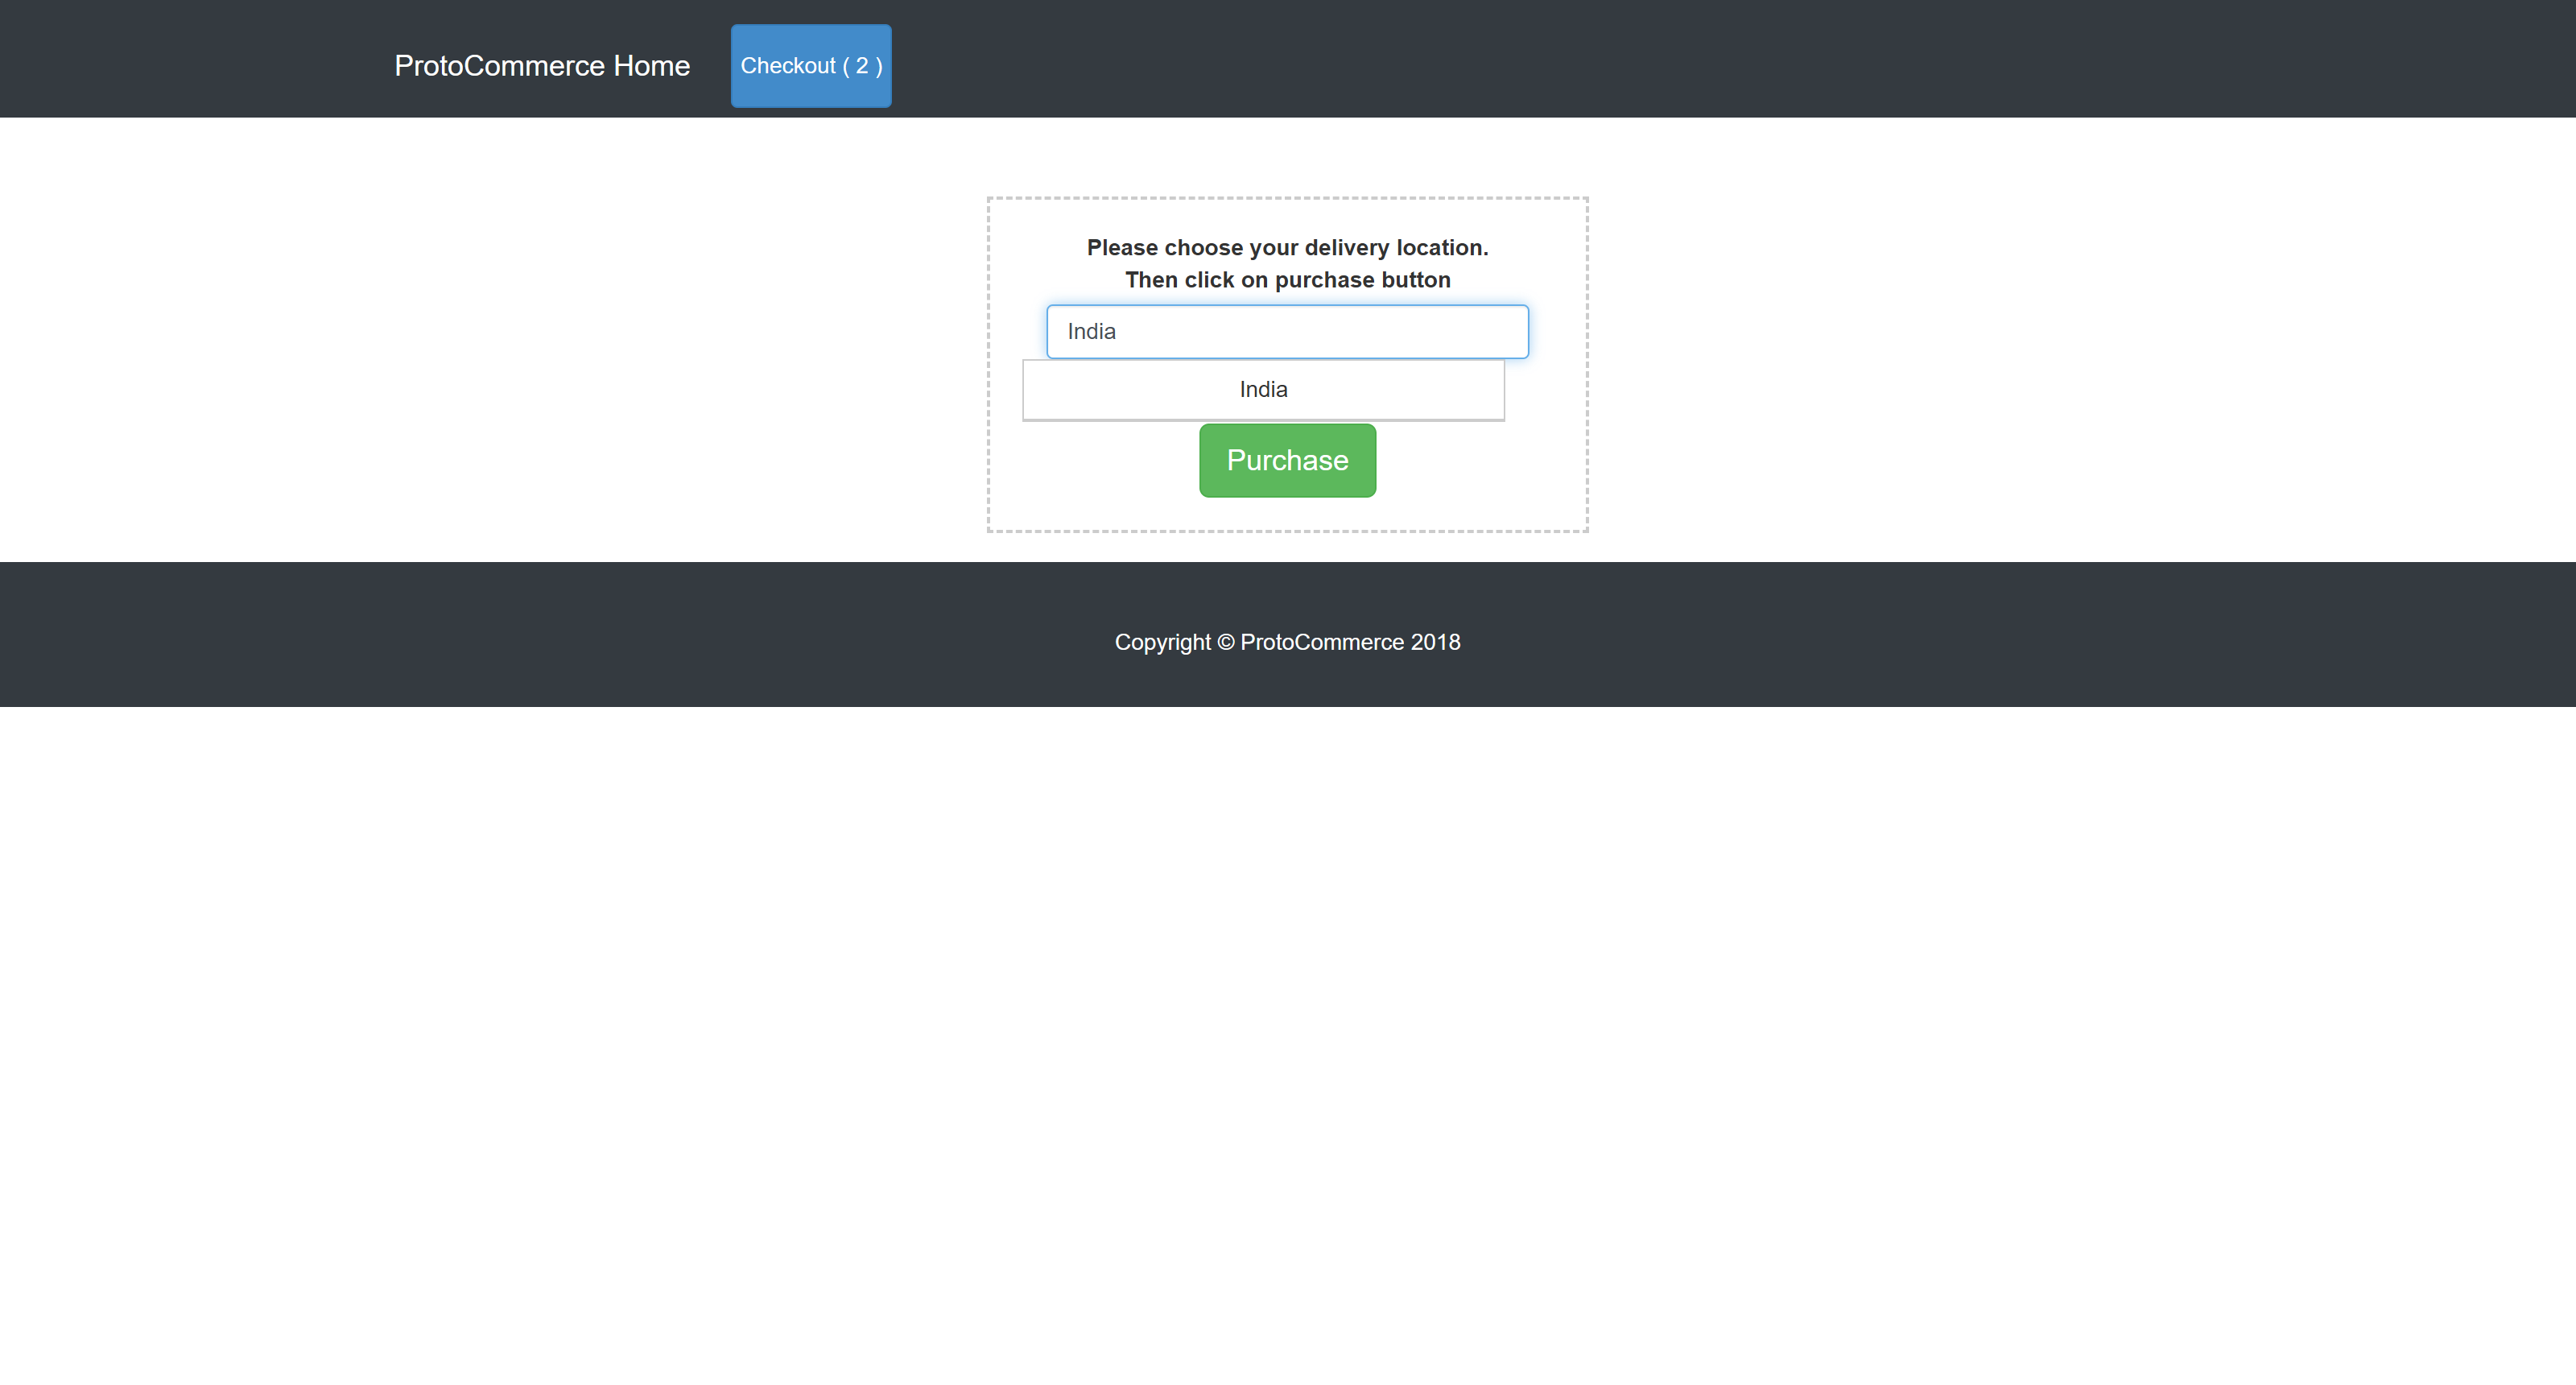 ProtoCommerce Home
Checkout ( 2 )
Please choose your delivery location.
Then click on purchase button
India
India
Purchase
Copyright © ProtoCommerce 2018